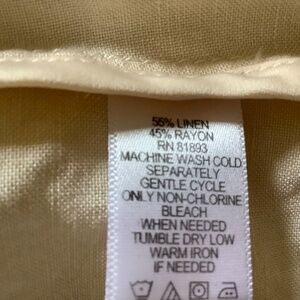 55% LINEN
45% RAYON
RN 81893
MACHINE WASH COLD
SEPARATELY
GENTLE CYCLE
ONLY NON-CHLORINE
BLEACH
WHEN NEEDED
TUMBLE DRY LOW
WARM IRON
IF NEEDED